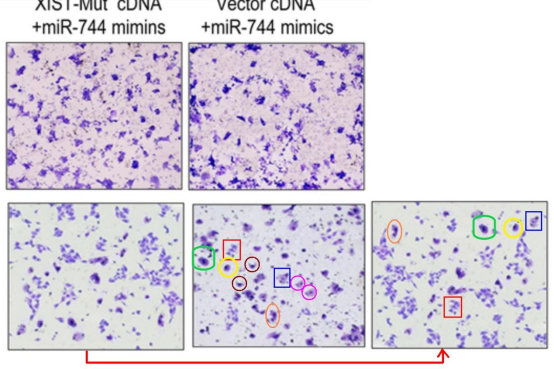 XIST-Mut cDNA
+miR-744 mimins
Vector cDNA
+miR-744 mimics